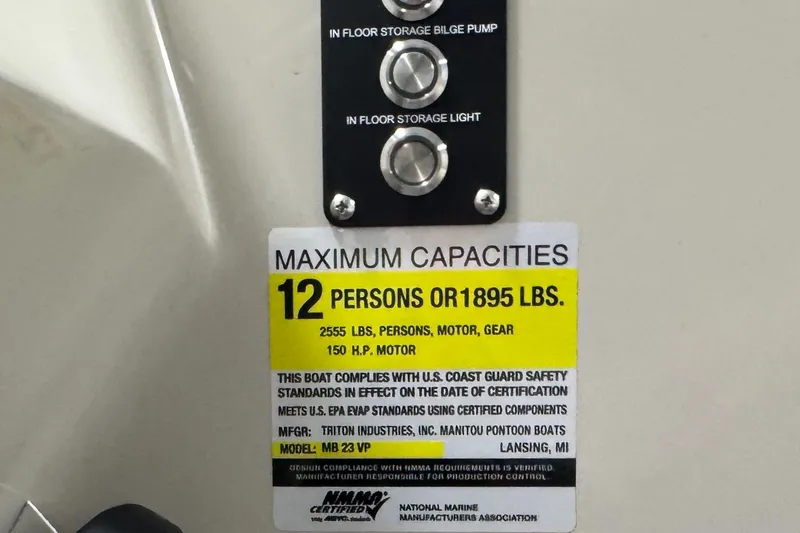 IN FLOOR STORAGE BILGE PUMP
IN FLOOR STORAGE LIGHT
MAXIMUM CAPACITIES
12 PERSONS OR 1895 LBS.
2555 LBS, PERSONS, MOTOR, GEAR
150 H.P. MOTOR
THIS BOAT COMPLIES WITH U.S. COAST GUARD SAFETY
STANDARDS IN EFFECT ON THE DATE OF CERTIFICATION
MEETS U.S. EPA EVAP STANDARDS USING CERTIFIED COMPONENTS
MFGR: TRITON INDUSTRIES, INC. MANITOU PONTOON BOATS
MODEL: MB 23 VP LANSING, MI
DESIGN COMPLIANCE WITH NMMA REQUIREMENTS IS VERIFIED.
MANUFACTURER RESPONSIBLE FOR PRODUCTION CONTROL.
NMMA
CERTIFIED
using ABYC standards
NATIONAL MARINE
MANUFACTURERS ASSOCIATION